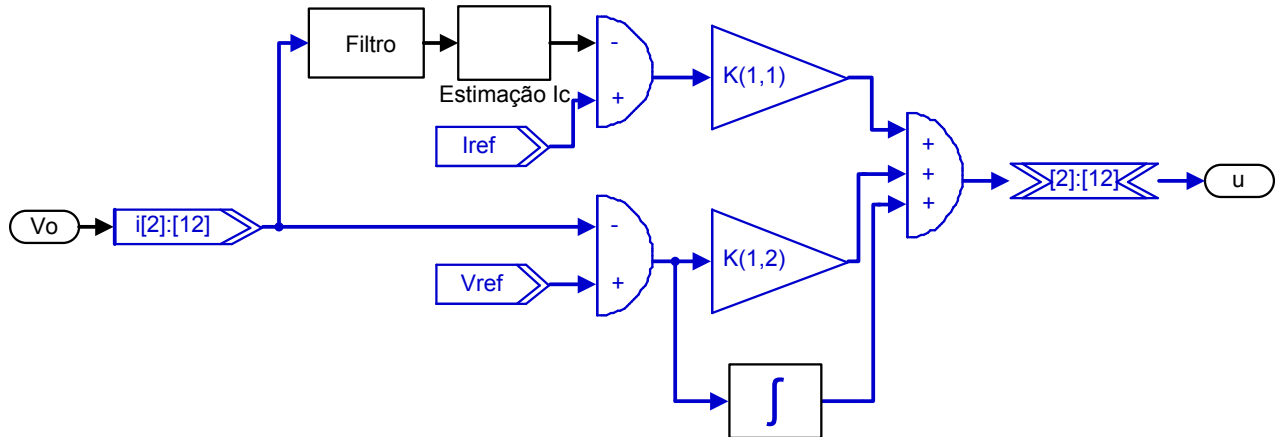 Filtro
-
K(1,1)
Estimação Ic
+
Iref
+
+
[2]:[12]
u
+
Vo
i[2]:[12]
-
K(1,2)
Vref
+
∫